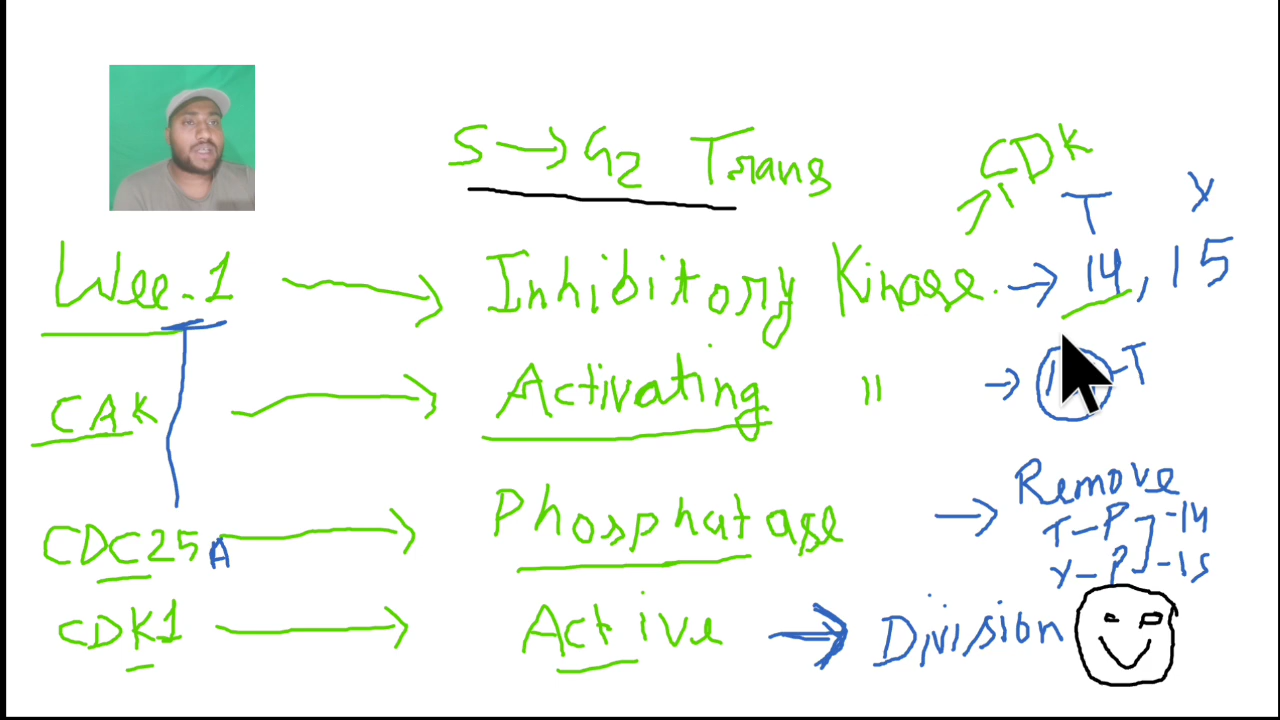 S → G2 Trans
CDK
T Y
Wee-1 → Inhibitory Kinase. → 14, 15
CAK → Activating " → -T
CDC25A → Phosphatase → Remove
T-P ] -14
Y-P ] -15
CDK1 → Active → Division